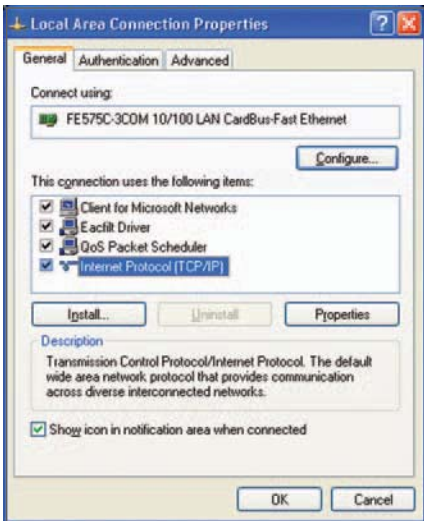 Local Area Connection Properties
General Authentication Advanced
Connect using:
FE575C-3COM 10/100 LAN CardBus-Fast Ethernet
Configure...
This connection uses the following items:
Client for Microsoft Networks
Eacfilt Driver
QoS Packet Scheduler
Internet Protocol (TCP/IP)
Install... Uninstall Properties
Description
Transmission Control Protocol/Internet Protocol. The default
wide area network protocol that provides communication
across diverse interconnected networks.
Show icon in notification area when connected
OK Cancel